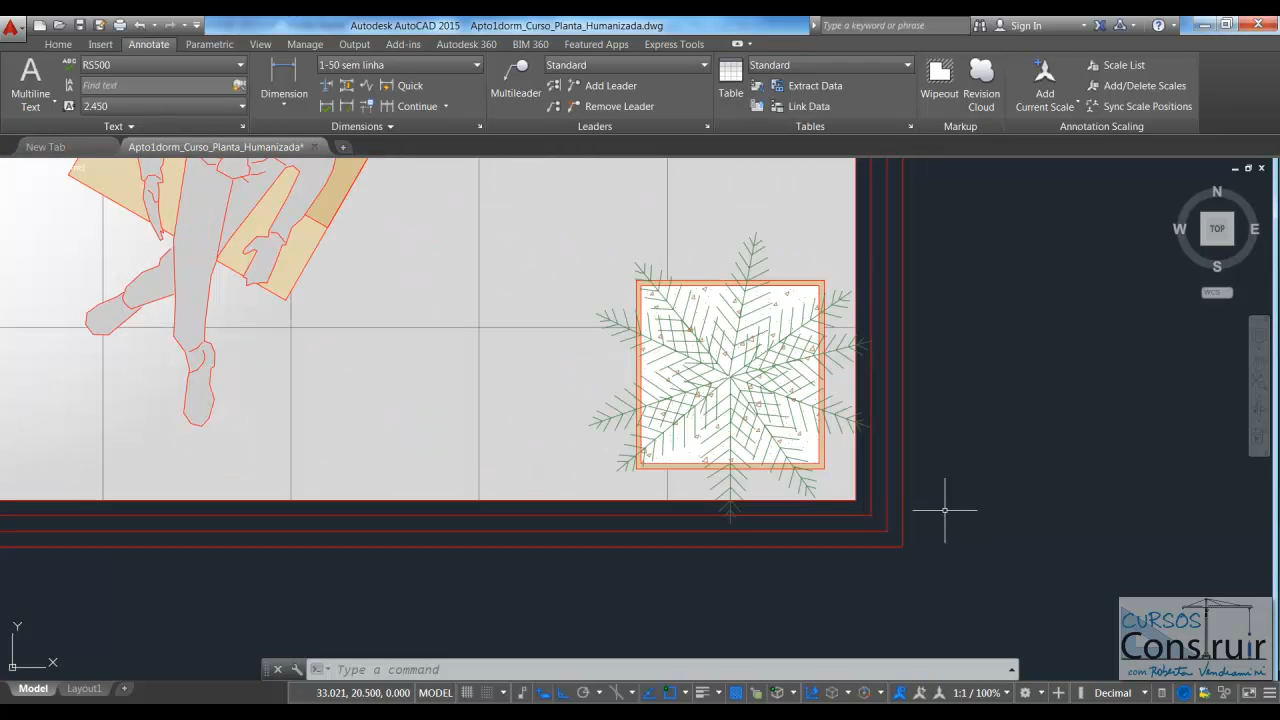 Autodesk AutoCAD 2015 Apto1dorm_Curso_Planta_Humanizada.dwg
Type a keyword or phrase
Sign In
Home Insert Annotate Parametric View Manage Output Add-ins Autodesk 360 BIM 360 Featured Apps Express Tools
A
Multiline
Text
ABC
RS500
Find text
2.450
Text
Dimension
1-50 sem linha
Quick
Continue
Dimensions
Multileader
Standard
Add Leader
Remove Leader
Leaders
Table
Standard
Extract Data
Link Data
Tables
Wipeout
Revision
Cloud
Markup
Add
Current Scale
Scale List
Add/Delete Scales
Sync Scale Positions
Annotation Scaling
New Tab
Apto1dorm_Curso_Planta_Humanizada*
N
W TOP E
S
WCS
Y
X
CURSOS
Construir
com Roberta Vendramini
Type a command
Model Layout1
33.021, 20.500, 0.000 MODEL
1:1 / 100%
Decimal